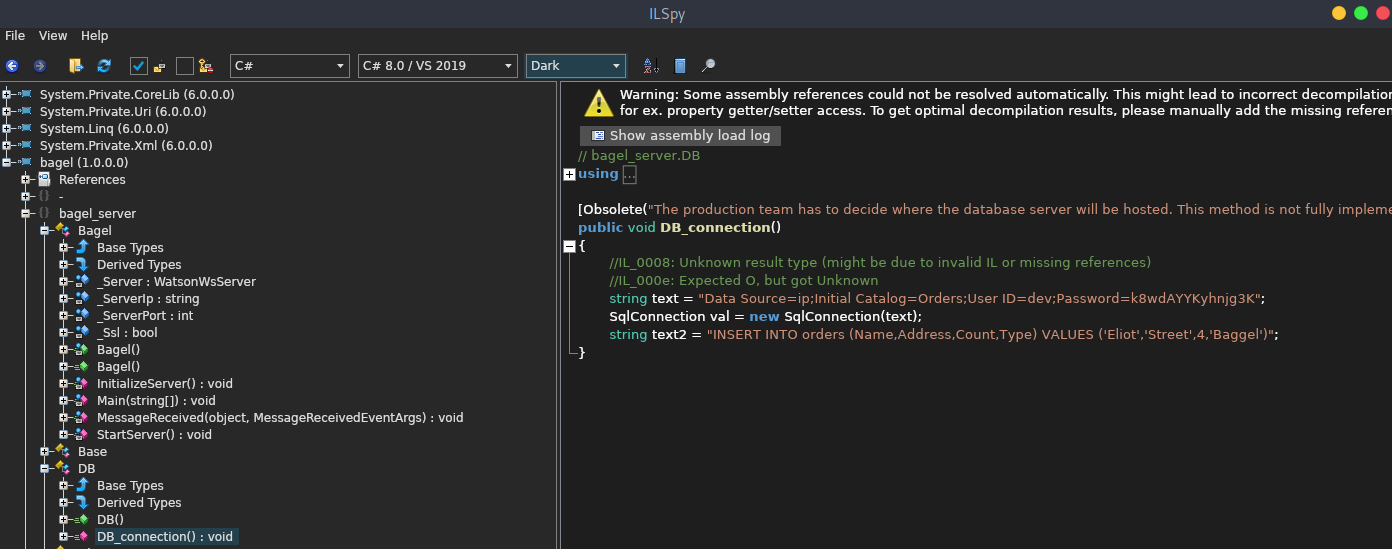 ILSpy
File View Help
C# C# 8.0 / VS 2019 Dark
System.Private.CoreLib (6.0.0.0)
System.Private.Uri (6.0.0.0)
System.Linq (6.0.0.0)
System.Private.Xml (6.0.0.0)
bagel (1.0.0.0)
References
-
bagel_server
Bagel
Base Types
Derived Types
_Server : WatsonWsServer
_ServerIp : string
_ServerPort : int
_Ssl : bool
Bagel()
Bagel()
InitializeServer() : void
Main(string[]) : void
MessageReceived(object, MessageReceivedEventArgs) : void
StartServer() : void
Base
DB
Base Types
Derived Types
DB()
DB_connection() : void
Warning: Some assembly references could not be resolved automatically. This might lead to incorrect decompilation
for ex. property getter/setter access. To get optimal decompilation results, please manually add the missing referen
Show assembly load log
// bagel_server.DB
using ...
[Obsolete("The production team has to decide where the database server will be hosted. This method is not fully impleme
public void DB_connection()
{
//IL_0008: Unknown result type (might be due to invalid IL or missing references)
//IL_000e: Expected O, but got Unknown
string text = "Data Source=ip;Initial Catalog=Orders;User ID=dev;Password=k8wdAYYKyhnjg3K";
SqlConnection val = new SqlConnection(text);
string text2 = "INSERT INTO orders (Name,Address,Count,Type) VALUES ('Eliot','Street',4,'Baggel')";
}